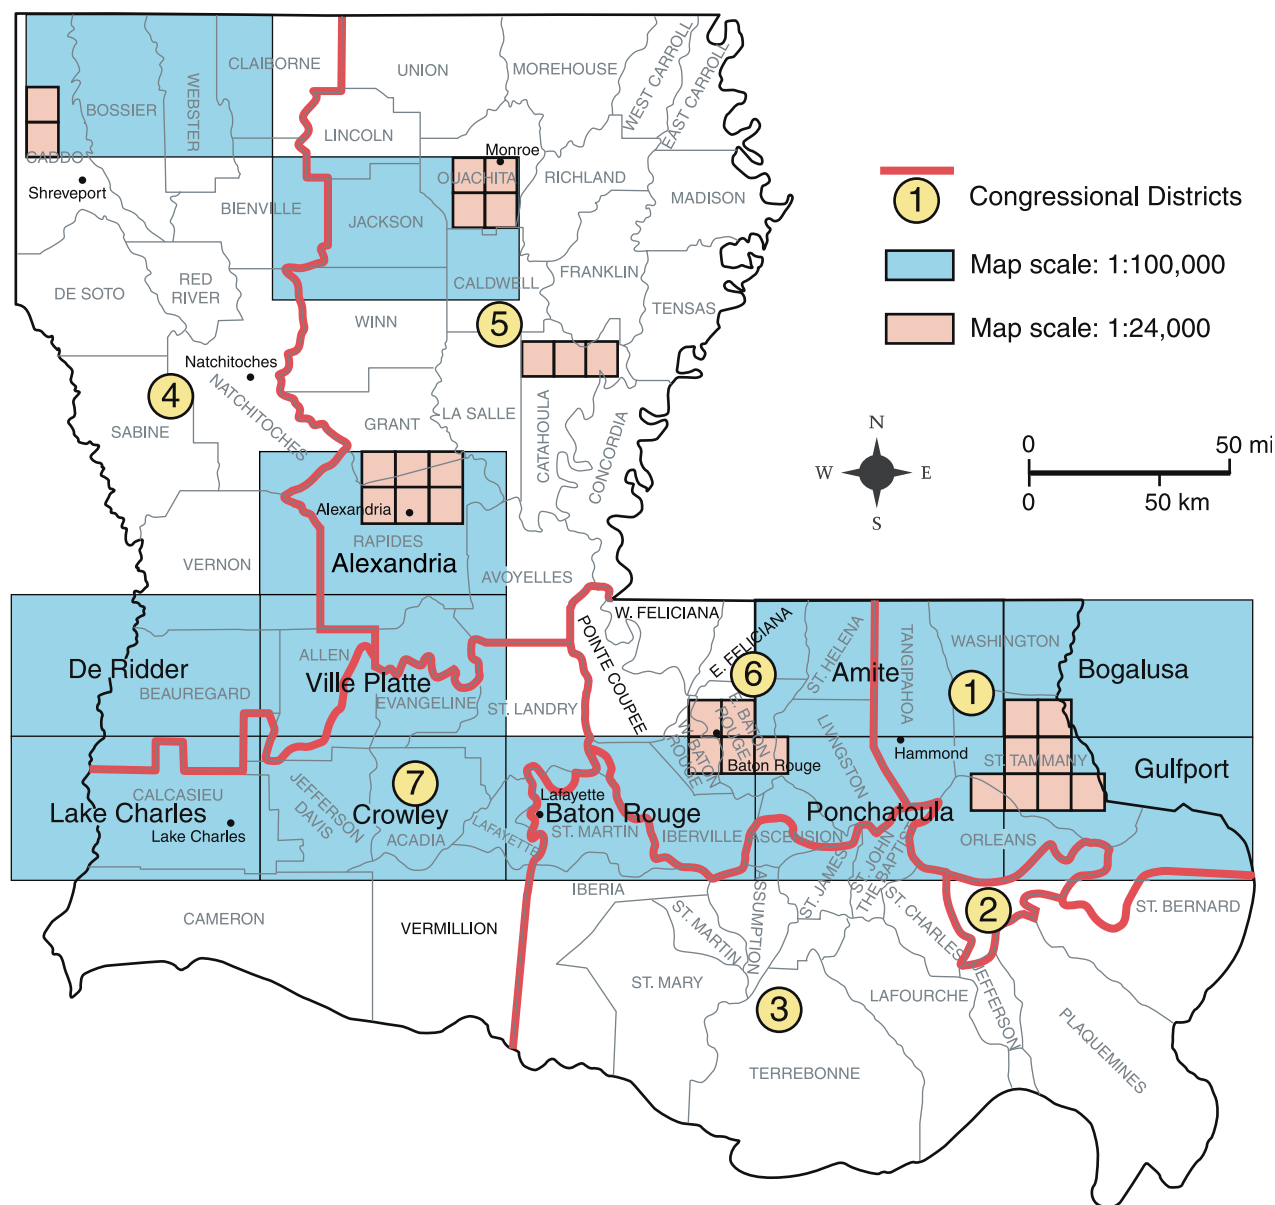 CLAIBORNE
UNION
MOREHOUSE
WEST CARROLL
EAST CARROLL
WEBSTER
BOSSIER
LINCOLN
CADDO
Monroe
OUACHITA
RICHLAND
MADISON
Shreveport
BIENVILLE
JACKSON
1
Congressional Districts
Map scale: 1:100,000
Map scale: 1:24,000
DE SOTO
RED
RIVER
CALDWELL
FRANKLIN
TENSAS
WINN
5
Natchitoches
4
NATCHITOCHES
SABINE
GRANT
LA SALLE
CATAHOULA
CONCORDIA
N
W
E
S
0
50 mi
0
50 km
Alexandria
RAPIDES
Alexandria
VERNON
AVOYELLES
W. FELICIANA
POINTE COUPEE
E. FELICIANA
ST. HELENA
TANGIPAHOA
WASHINGTON
De Ridder
BEAUREGARD
ALLEN
Ville Platte
EVANGELINE
ST. LANDRY
6
Amite
1
Bogalusa
W. BATON
ROUGE
E. BATON
ROUGE
Baton Rouge
LIVINGSTON
Hammond
ST. TAMMANY
Gulfport
Lake Charles
CALCASIEU
Lake Charles
JEFFERSON
DAVIS
7
Crowley
ACADIA
LAFAYETTE
Lafayette
Baton Rouge
ST. MARTIN
IBERVILLE
ASCENSION
Ponchatoula
ORLEANS
IBERIA
ASSUMPTION
ST. JAMES
ST. JOHN
THE BAPTIST
ST. CHARLES
2
ST. BERNARD
CAMERON
VERMILLION
ST. MARTIN
ST. MARY
3
LAFOURCHE
JEFFERSON
PLAQUEMINES
TERREBONNE